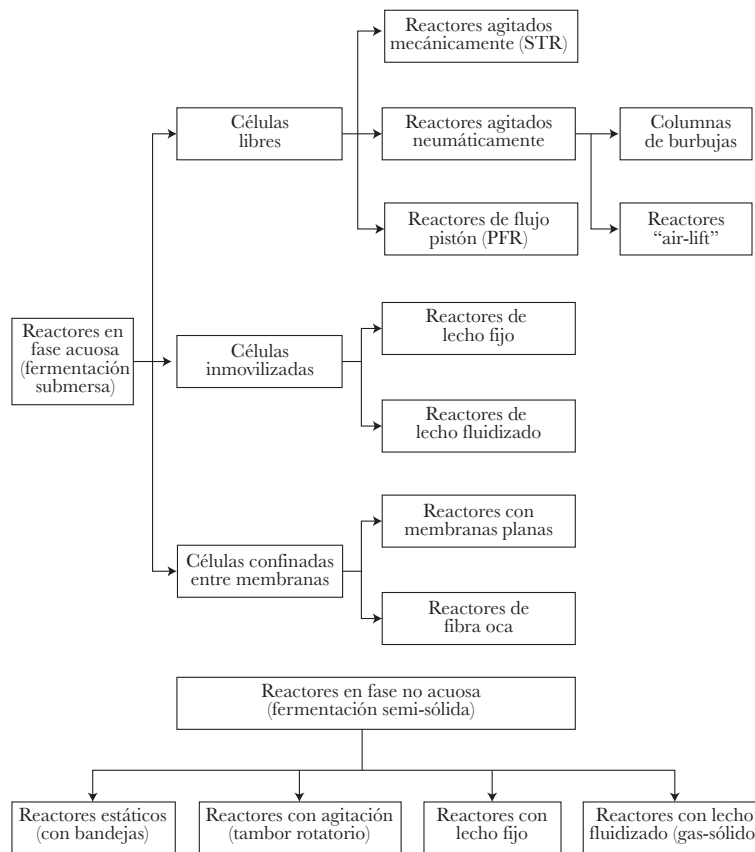 Reactores agitados
mecánicamente (STR)
Células
libres
Reactores agitados
neumáticamente
Columnas
de burbujas
Reactores de flujo
pistón (PFR)
Reactores
“air-lift”
Reactores en
fase acuosa
(fermentación
submersa)
Células
inmovilizadas
Reactores de
lecho fijo
Reactores de
lecho fluidizado
Células confinadas
entre membranas
Reactores con
membranas planas
Reactores de
fibra oca
Reactores en fase no acuosa
(fermentación semi-sólida)
Reactores estáticos
(con bandejas)
Reactores con agitación
(tambor rotatorio)
Reactores con
lecho fijo
Reactores con lecho
fluidizado (gas-sólido